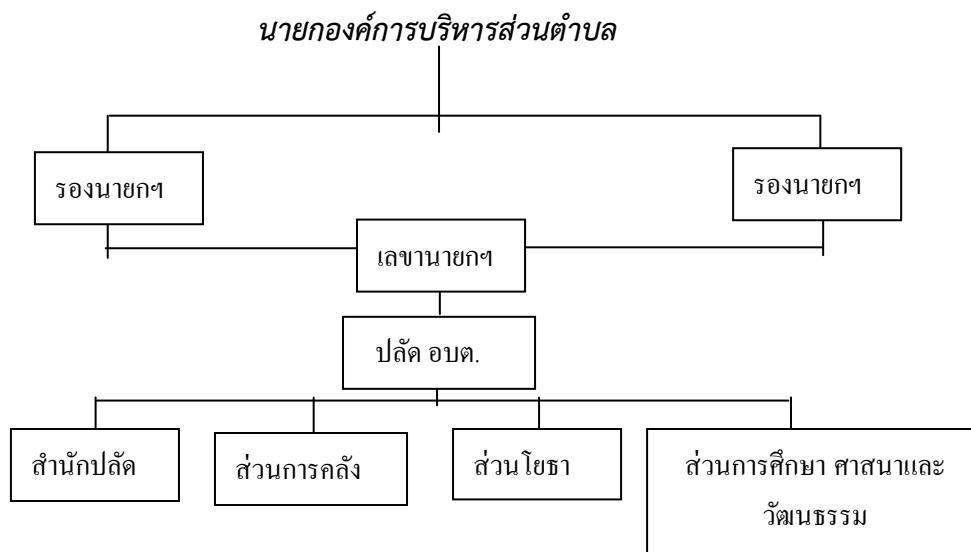 นายกองค์การบริหารส่วนตำบล
รองนายกฯ
รองนายกฯ
เลขานายกฯ
ปลัด อบต.
สำนักปลัด
ส่วนการคลัง
ส่วนโยธา
ส่วนการศึกษา ศาสนาและ
วัฒนธรรม